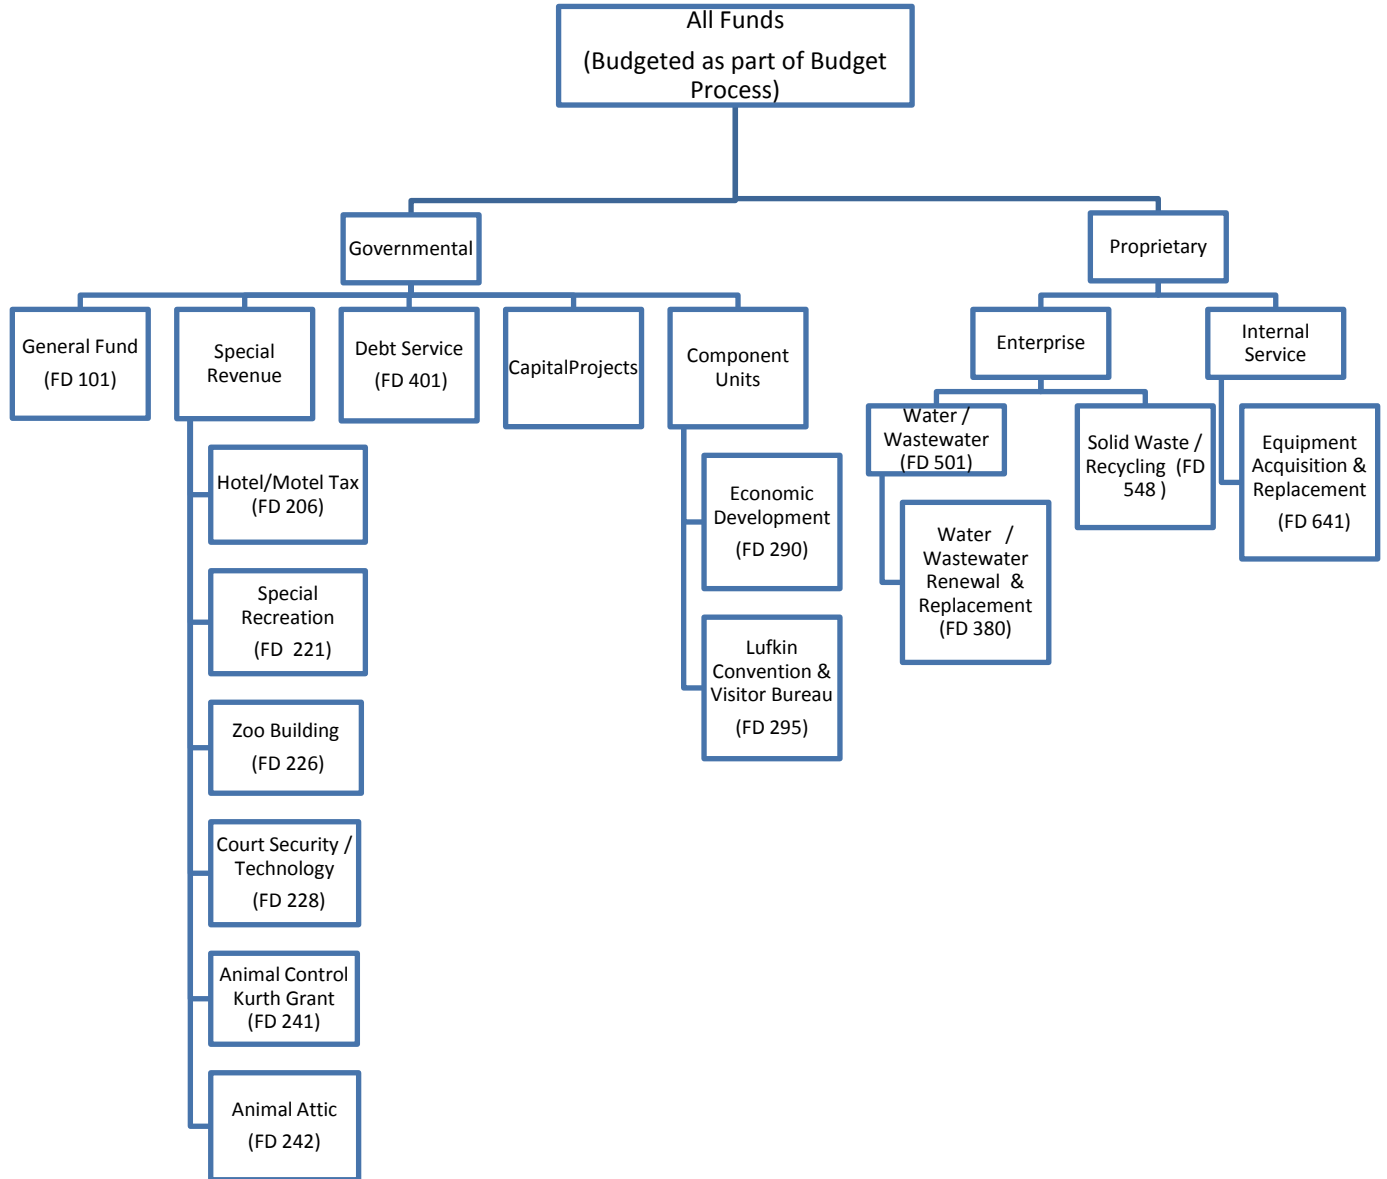 All Funds
(Budgeted as part of Budget
Process)
Governmental
Proprietary
General Fund
(FD 101)
Special
Revenue
Debt Service
(FD 401)
CapitalProjects
Component
Units
Enterprise
Internal
Service
Hotel/Motel Tax
(FD 206)
Special
Recreation
(FD 221)
Zoo Building
(FD 226)
Court Security /
Technology
(FD 228)
Animal Control
Kurth Grant
(FD 241)
Animal Attic
(FD 242)
Economic
Development
(FD 290)
Lufkin
Convention &
Visitor Bureau
(FD 295)
Water /
Wastewater
(FD 501)
Water /
Wastewater
Renewal &
Replacement
(FD 380)
Solid Waste /
Recycling (FD
548 )
Equipment
Acquisition &
Replacement
(FD 641)